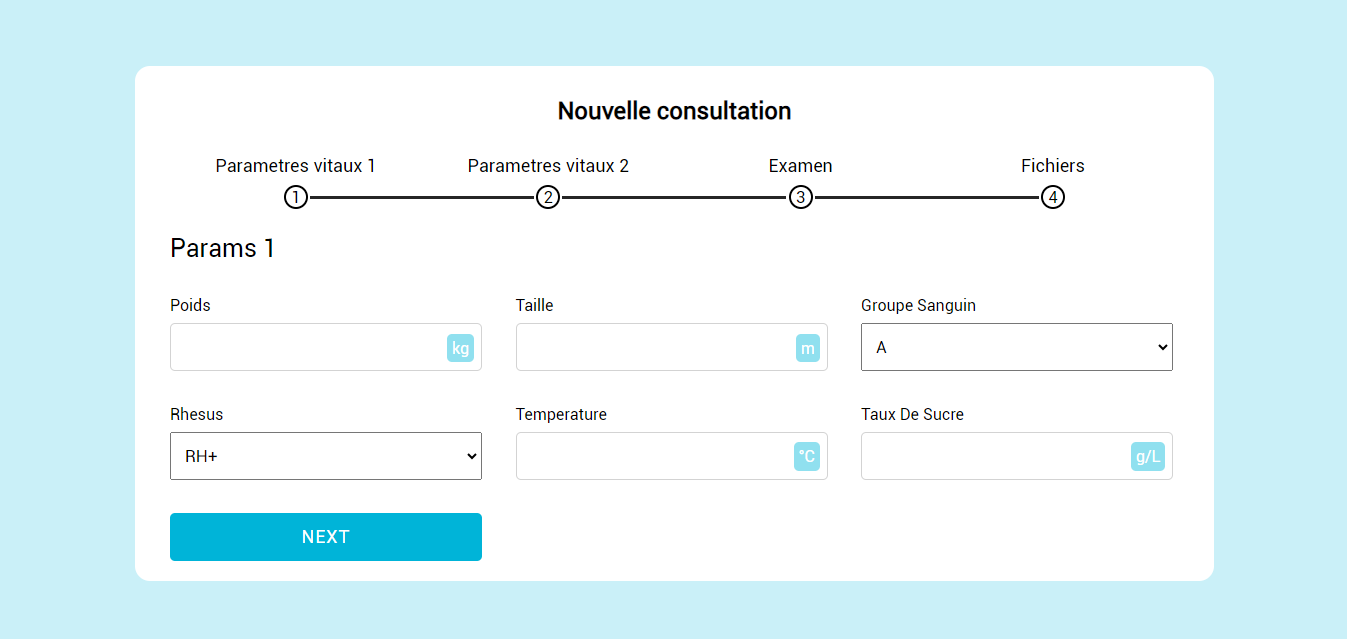 Nouvelle consultation
Parametres vitaux 1 Parametres vitaux 2 Examen Fichiers
1 2 3 4
Params 1
Poids Taille Groupe Sanguin
kg m A
Rhesus Temperature Taux De Sucre
RH+ °C g/L
NEXT